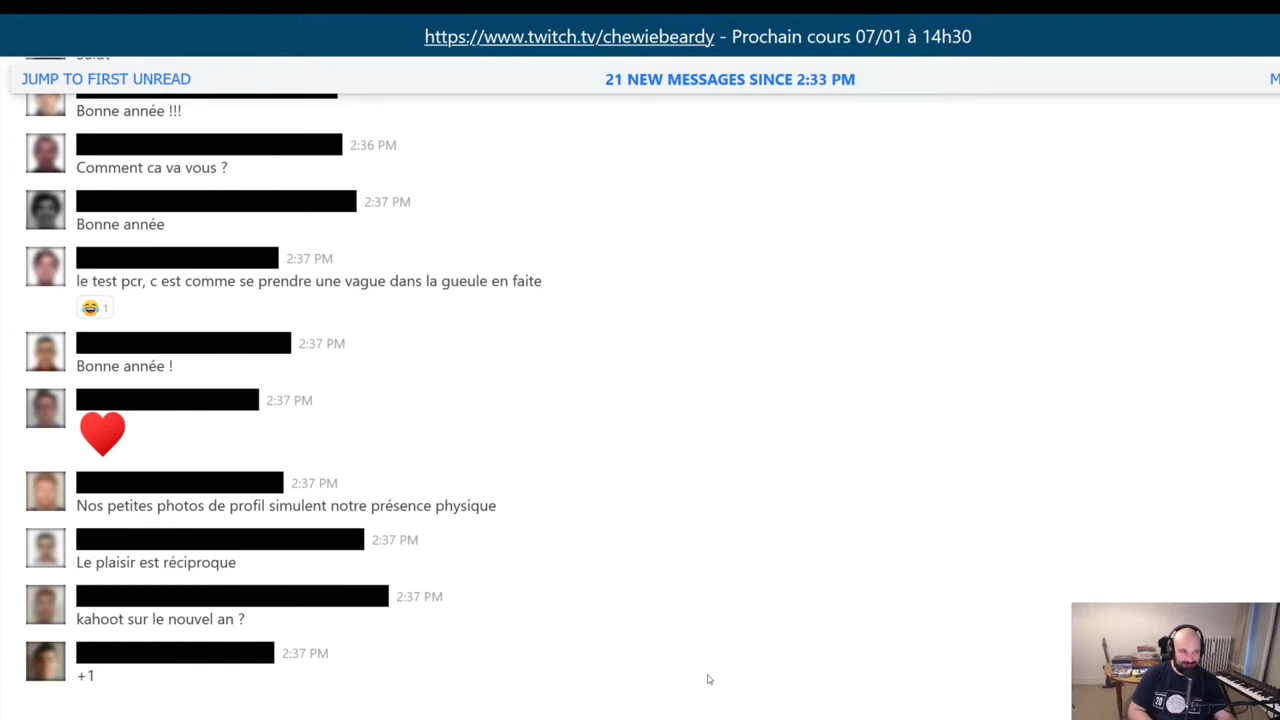 https://www.twitch.tv/chewiebeardy - Prochain cours 07/01 à 14h30
JUMP TO FIRST UNREAD
21 NEW MESSAGES SINCE 2:33 PM
Bonne année !!!
2:36 PM
Comment ca va vous ?
2:37 PM
Bonne année
2:37 PM
le test pcr, c est comme se prendre une vague dans la gueule en faite
😂 1
2:37 PM
Bonne année !
2:37 PM
2:37 PM
Nos petites photos de profil simulent notre présence physique
2:37 PM
Le plaisir est réciproque
2:37 PM
kahoot sur le nouvel an ?
2:37 PM
+1